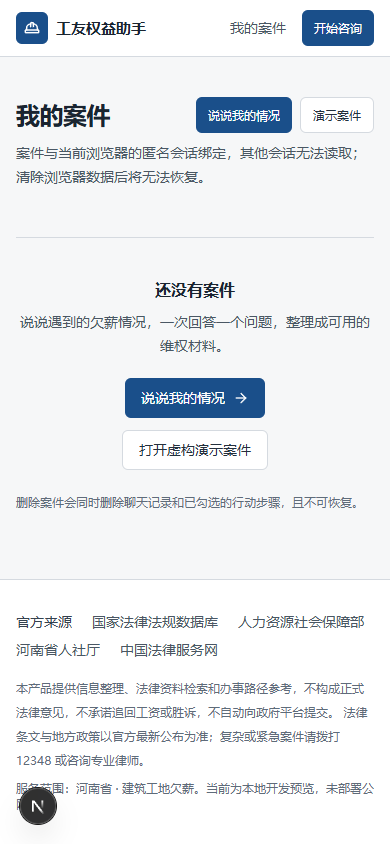 工友权益助手
我的案件
开始咨询
我的案件
说说我的情况
演示案件
案件与当前浏览器的匿名会话绑定，其他会话无法读取；
清除浏览器数据后将无法恢复。
还没有案件
说说遇到的欠薪情况，一次回答一个问题，整理成可用的
维权材料。
说说我的情况 →
打开虚构演示案件
删除案件会同时删除聊天记录和已勾选的行动步骤，且不可恢复。
官方来源 国家法律法规数据库 人力资源社会保障部
河南省人社厅 中国法律服务网
本产品提供信息整理、法律资料检索和办事路径参考，不构成正式
法律意见，不承诺追回工资或胜诉，不自动向政府平台提交。 法律
条文与地方政策以官方最新公布为准；复杂或紧急案件请拨打
12348 或咨询专业律师。
服务范围：河南省 · 建筑工地欠薪。当前为本地开发预览，未部署公
N